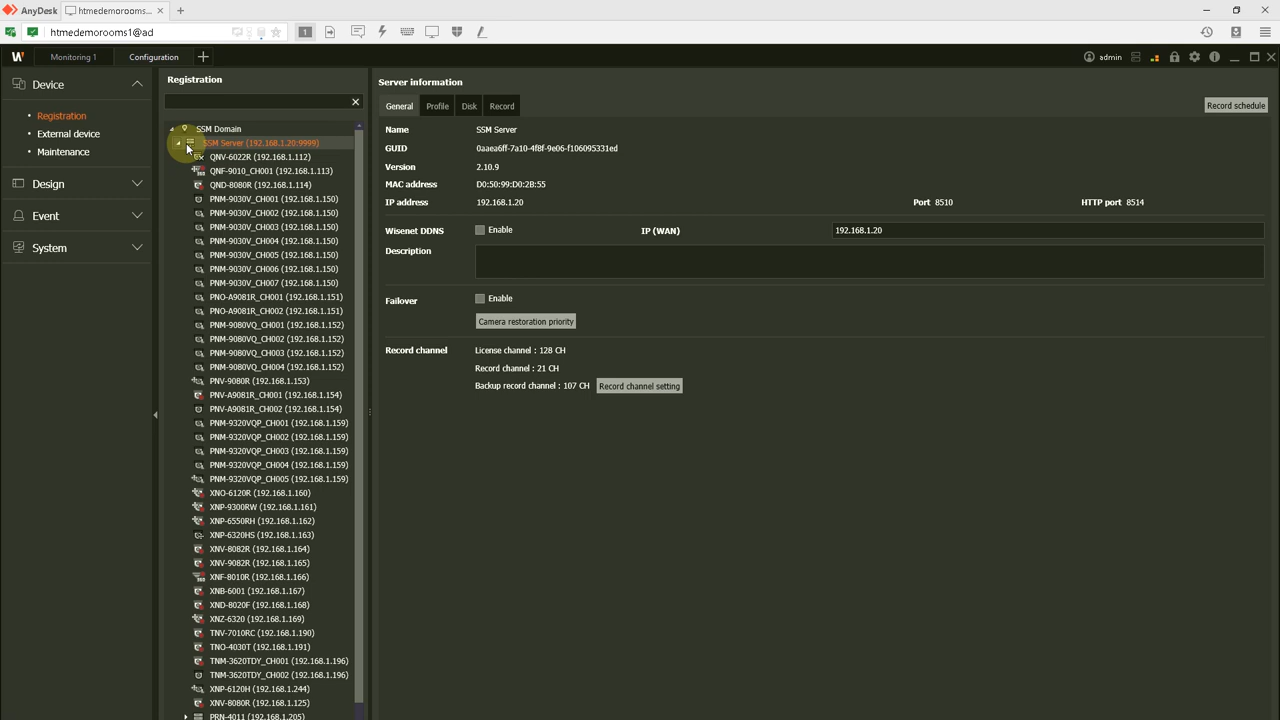 AnyDesk htmedemorooms...
htmedemorooms1@ad 1
W Monitoring 1 Configuration admin
Device
Registration
External device
Maintenance
Design
Event
System
Registration
SSM Domain
SSM Server (192.168.1.20:9999)
QNV-6022R (192.168.1.112)
QNF-9010_CH001 (192.168.1.113)
QND-8080R (192.168.1.114)
PNM-9030V_CH001 (192.168.1.150)
PNM-9030V_CH002 (192.168.1.150)
PNM-9030V_CH003 (192.168.1.150)
PNM-9030V_CH004 (192.168.1.150)
PNM-9030V_CH005 (192.168.1.150)
PNM-9030V_CH006 (192.168.1.150)
PNM-9030V_CH007 (192.168.1.150)
PNO-A9081R_CH001 (192.168.1.151)
PNO-A9081R_CH002 (192.168.1.151)
PNM-9080VQ_CH001 (192.168.1.152)
PNM-9080VQ_CH002 (192.168.1.152)
PNM-9080VQ_CH003 (192.168.1.152)
PNM-9080VQ_CH004 (192.168.1.152)
PNV-9080R (192.168.1.153)
PNV-A9081R_CH001 (192.168.1.154)
PNV-A9081R_CH002 (192.168.1.154)
PNM-9320VQP_CH001 (192.168.1.159)
PNM-9320VQP_CH002 (192.168.1.159)
PNM-9320VQP_CH003 (192.168.1.159)
PNM-9320VQP_CH004 (192.168.1.159)
PNM-9320VQP_CH005 (192.168.1.159)
XNO-6120R (192.168.1.160)
XNP-9300RW (192.168.1.161)
XNP-6550RH (192.168.1.162)
XNP-6320HS (192.168.1.163)
XNV-8082R (192.168.1.164)
XNV-9082R (192.168.1.165)
XNF-8010R (192.168.1.166)
XNB-6001 (192.168.1.167)
XND-8020F (192.168.1.168)
XNZ-6320 (192.168.1.169)
TNV-7010RC (192.168.1.190)
TNO-4030T (192.168.1.191)
TNM-3620TDY_CH001 (192.168.1.196)
TNM-3620TDY_CH002 (192.168.1.196)
XNP-6120H (192.168.1.244)
XNV-8080R (192.168.1.125)
PRN-4011 (192.168.1.205)
Server information
General Profile Disk Record Record schedule
Name SSM Server
GUID 0aaea6ff-7a10-4f8f-9e06-f106095331ed
Version 2.10.9
MAC address D0:50:99:D0:2B:55
IP address 192.168.1.20 Port 8510 HTTP port 8514
Wisenet DDNS Enable IP (WAN) 192.168.1.20
Description
Failover Enable
Camera restoration priority
Record channel License channel : 128 CH
Record channel : 21 CH
Backup record channel : 107 CH Record channel setting